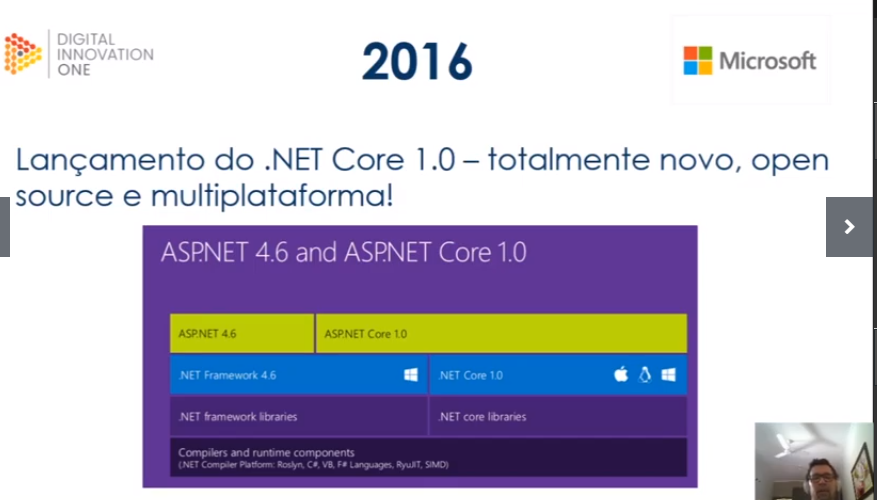 DIGITAL
INNOVATION
ONE
2016
Microsoft
Lançamento do .NET Core 1.0 – totalmente novo, open
source e multiplataforma!
ASP.NET 4.6 and ASP.NET Core 1.0
ASP.NET 4.6
ASP.NET Core 1.0
.NET Framework 4.6
.NET Core 1.0
.NET framework libraries
.NET core libraries
Compilers and runtime components
(.NET Compiler Platform: Roslyn, C#, VB, F# Languages, RyuJIT, SIMD)